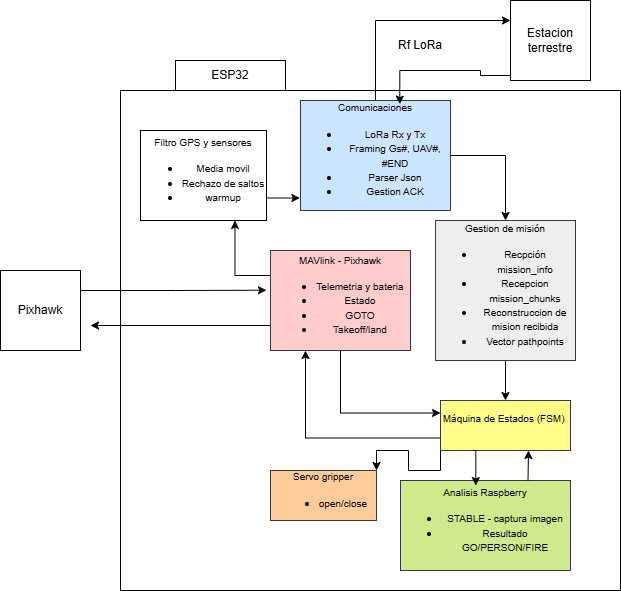 Estacion
terrestre
Rf LoRa
ESP32
Comunicaciones
• LoRa Rx y Tx
• Framing Gs#, UAV#,
#END
• Parser Json
• Gestion ACK
Filtro GPS y sensores
• Media movil
• Rechazo de saltos
• warmup
Gestion de misión
• Recpción
mission_info
• Recepcion
mission_chunks
• Reconstruccion de
mision recibida
• Vector pathpoints
MAVlink - Pixhawk
• Telemetria y bateria
• Estado
• GOTO
• Takeoff/land
Pixhawk
Máquina de Estados (FSM)
Servo gripper
• open/close
Analisis Raspberry
• STABLE - captura imagen
• Resultado
GO/PERSON/FIRE